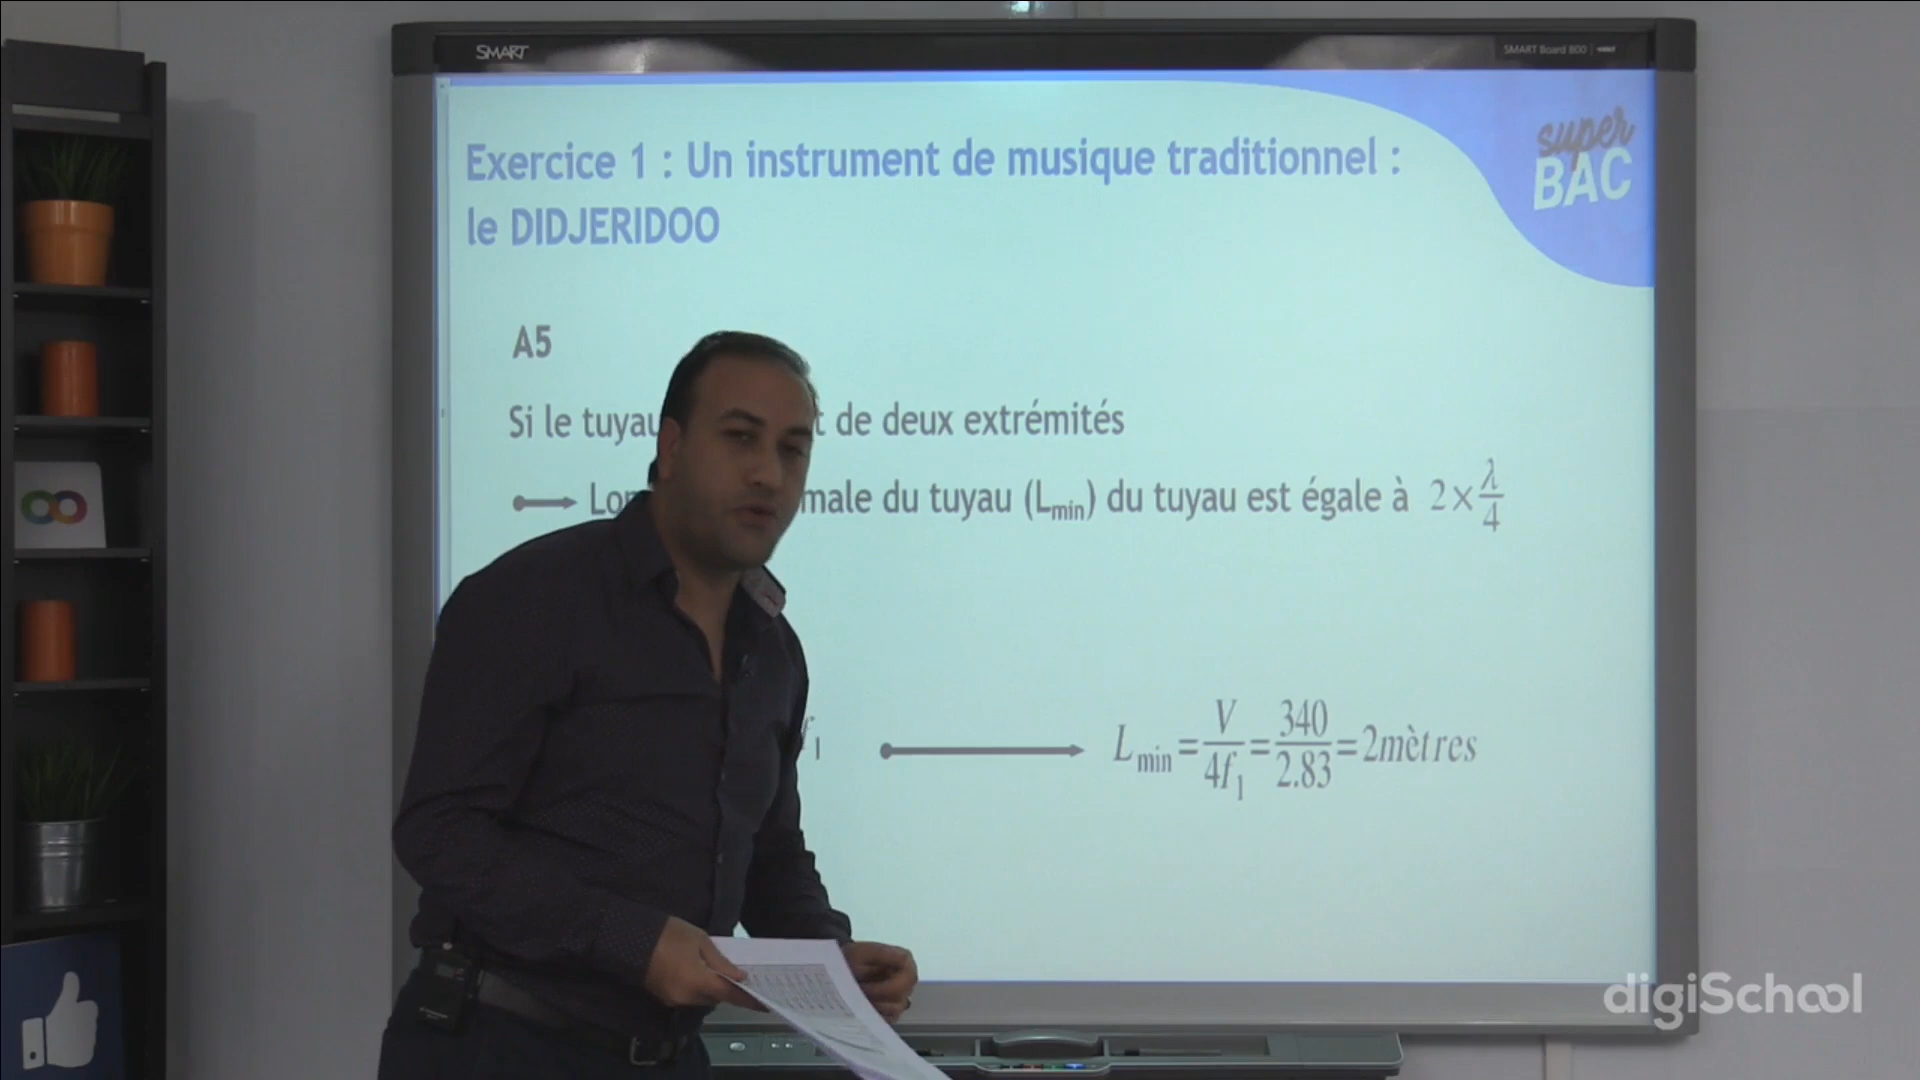 SMART
SMART Board 800
super
BAC
Exercice 1 : Un instrument de musique traditionnel :
le DIDJERIDOO
A5
Si le tuyau de deux extrémités
du tuyau (Lmin) du tuyau est égale à 2 × λ/4
Lmin = V/4f1 = 340/2.83 = 2mètres
digiSchool